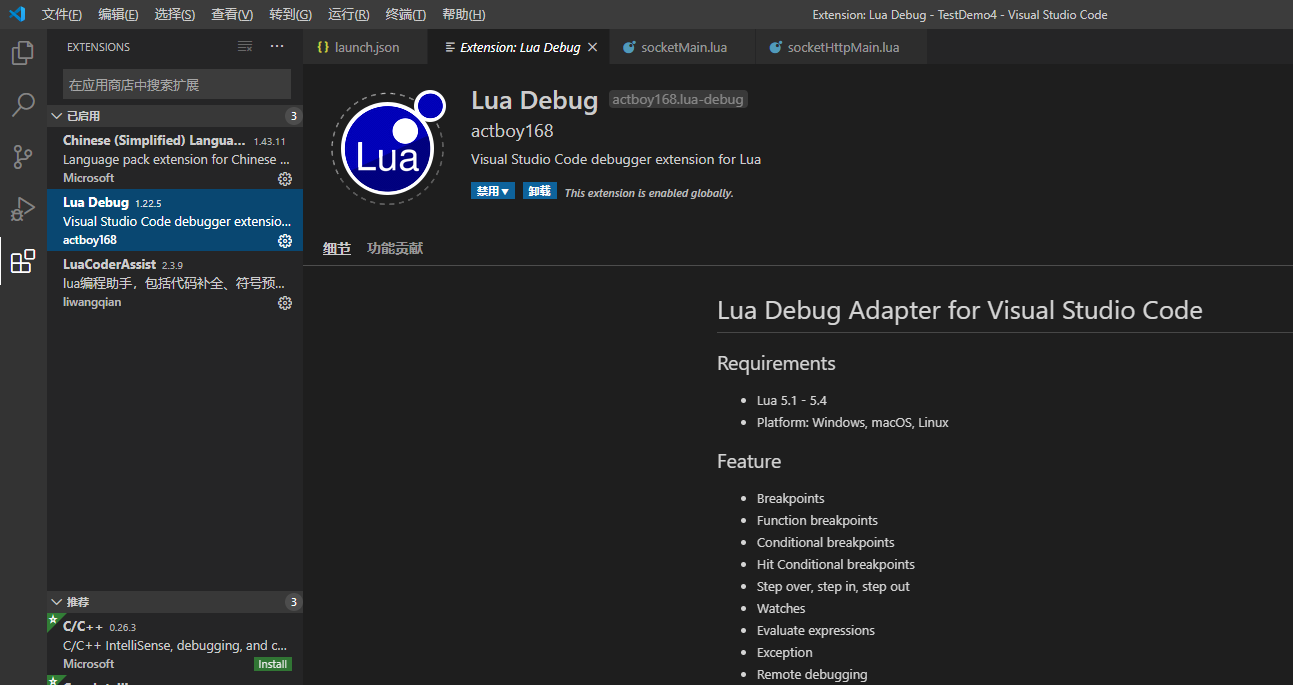 文件(F) 编辑(E) 选择(S) 查看(V) 转到(G) 运行(R) 终端(T) 帮助(H) Extension: Lua Debug - TestDemo4 - Visual Studio Code
EXTENSIONS
在应用商店中搜索扩展
已启用 3
Chinese (Simplified) Langua... 1.43.11
Language pack extension for Chinese ...
Microsoft
Lua Debug 1.22.5
Visual Studio Code debugger extensio...
actboy168
LuaCoderAssist 2.3.9
lua编程助手，包括代码补全、符号预...
liwangqian
推荐 3
C/C++ 0.26.3
C/C++ IntelliSense, debugging, and c...
Microsoft Install
{} launch.json Extension: Lua Debug socketMain.lua socketHttpMain.lua
Lua
Lua Debug actboy168.lua-debug
actboy168
Visual Studio Code debugger extension for Lua
禁用 卸载 This extension is enabled globally.
细节 功能贡献
Lua Debug Adapter for Visual Studio Code
Requirements
Lua 5.1 - 5.4
Platform: Windows, macOS, Linux
Feature
Breakpoints
Function breakpoints
Conditional breakpoints
Hit Conditional breakpoints
Step over, step in, step out
Watches
Evaluate expressions
Exception
Remote debugging